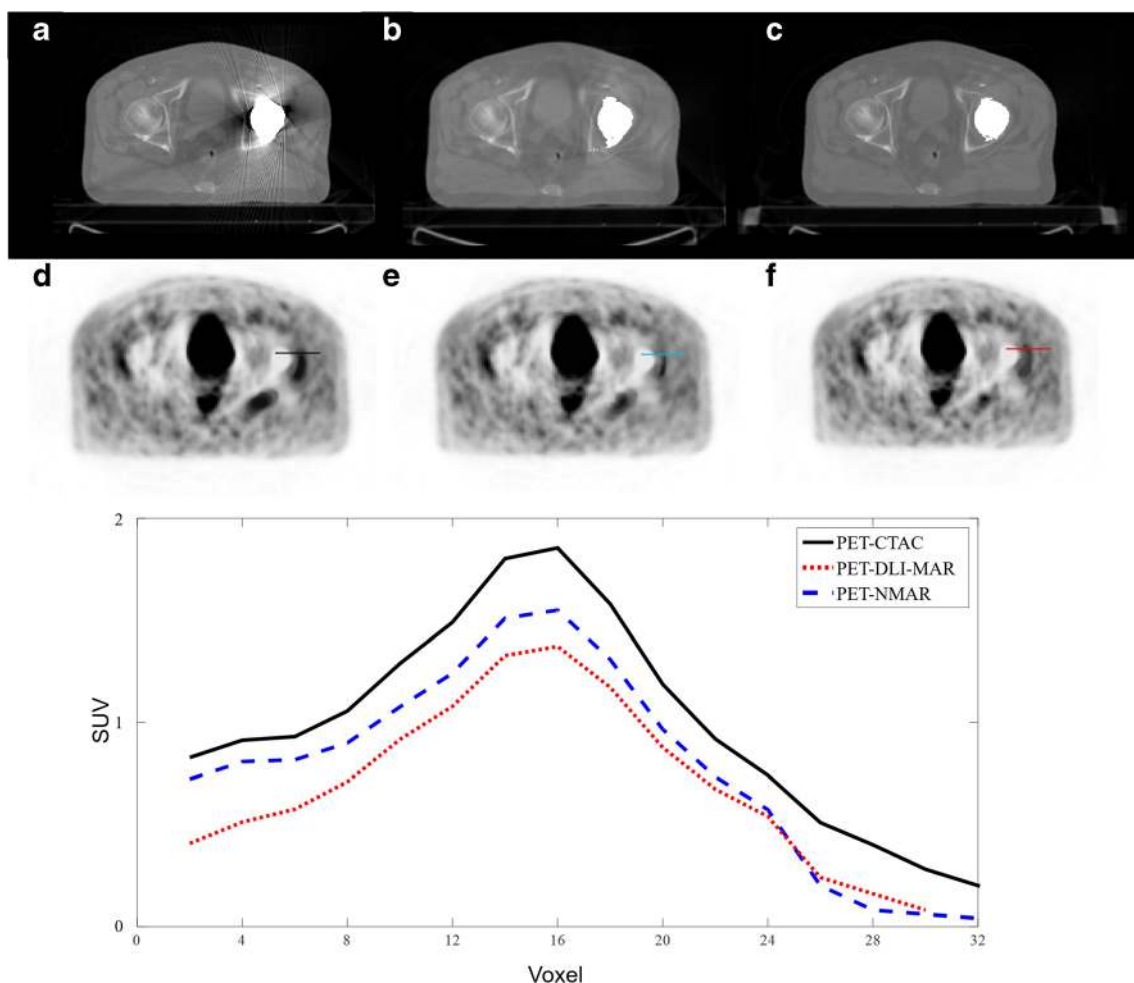 a b c
d e f
2
PET-CTAC
PET-DLI-MAR
PET-NMAR
SUV
1
0
0 4 8 12 16 20 24 28 32
Voxel